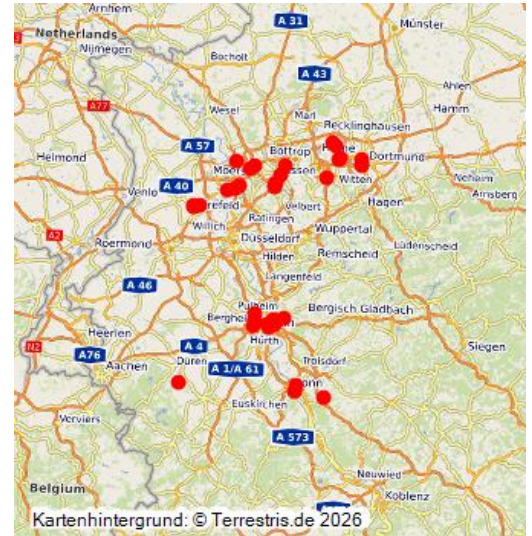 Arnhem
A 31
Münster
Netherlands
Nijmegen
Bocholt
A 43
A77
Ahlen
Wesel
Marl
Hamm
Recklinghausen
A 57
Bottrop
Dortmund
Helmond
Moers
A 40
Witten
Neheim
Venlo
Velbert
Hagen
Arnsberg
Willich
Ratingen
Wuppertal
A2
Düsseldorf
Lüdenscheid
Roermond
Hilden
Remscheid
Langenfeld
A 46
Pulheim
Bergisch Gladbach
Heerlen
N2
A 4
Hürth
Siegen
A76
Düren
Troisdorf
Aachen
A 1/A 61
Euskirchen
Verviers
A 573
Neuwied
Belgium
Koblenz
Kartenhintergrund: © Terrestris.de 2026